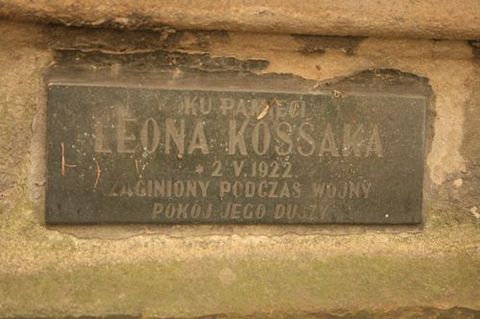 KU PAMIĘCI
LEONA KOSSAKA
* 2 V.1922
ZAGINIONY PODCZAS WOJNY
POKÓJ JEGO DUSZY